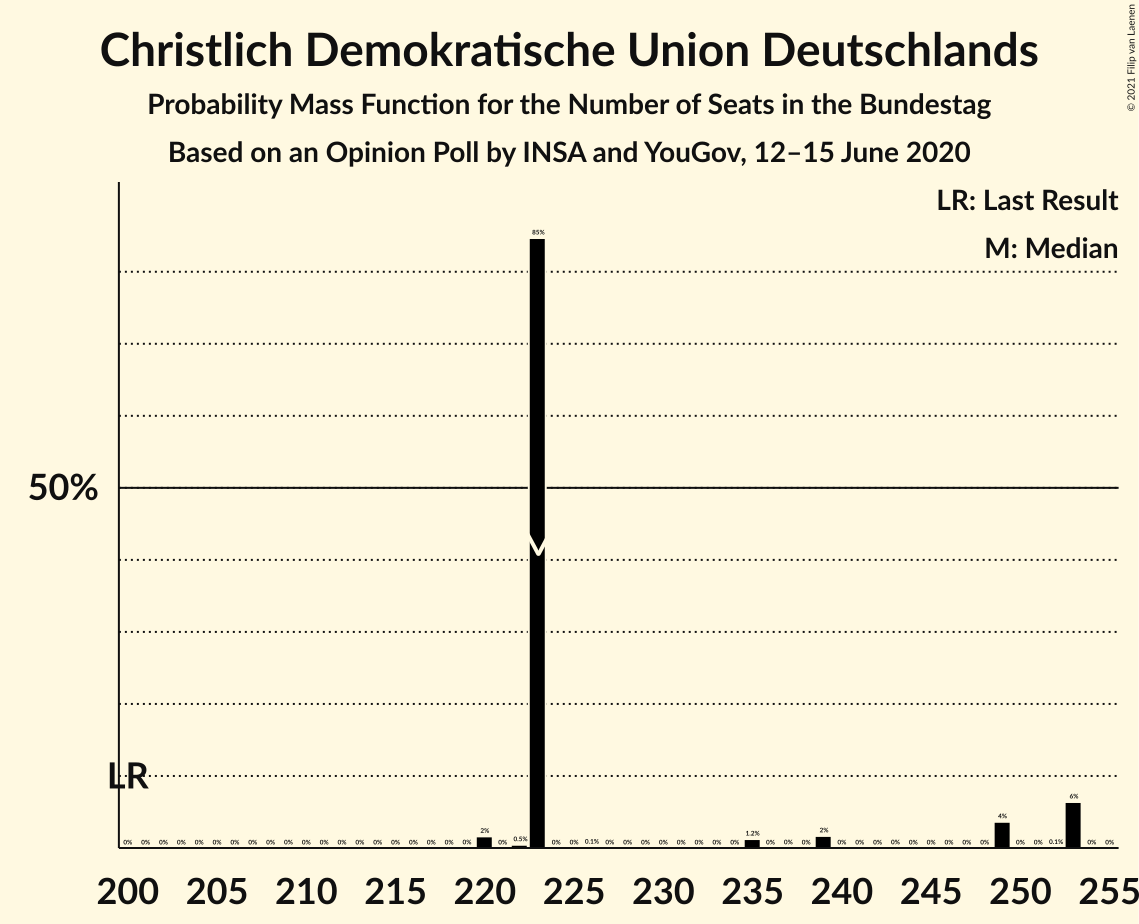 Christlich Demokratische Union Deutschlands
Probability Mass Function for the Number of Seats in the Bundestag
Based on an Opinion Poll by INSA and YouGov, 12–15 June 2020
© 2021 Filip van Laenen
LR: Last Result
M: Median
85%
50%
M
LR
0% 0% 0% 0% 0% 0% 0% 0% 0% 0% 0% 0% 0% 0% 0% 0% 0% 0% 0% 0% 2% 0% 0.5% 0% 0% 0.1% 0% 0% 0% 0% 0% 0% 0% 0% 1.2% 0% 0% 0% 2% 0% 0% 0% 0% 0% 0% 0% 0% 0% 4% 0% 0% 0.1% 6% 0% 0%
200 205 210 215 220 225 230 235 240 245 250 255